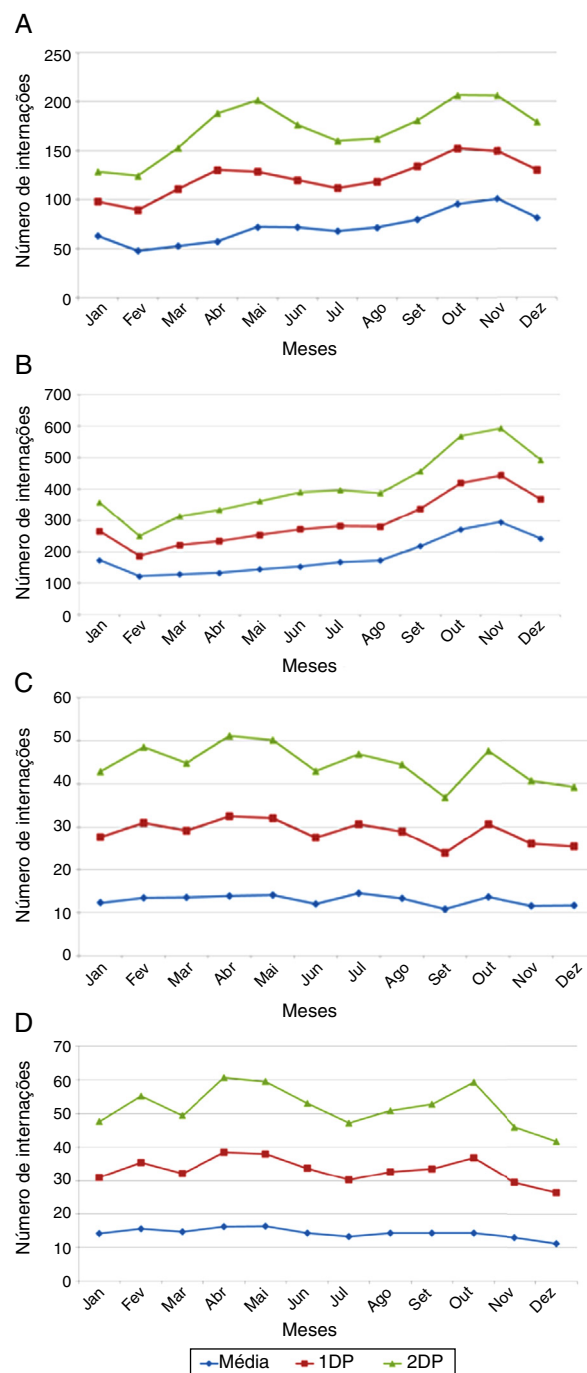 A
Número de internações
250
200
150
100
50
0
Jan Fev Mar Abr Mai Jun Jul Ago Set Out Nov Dez
Meses
B
Número de internações
700
600
500
400
300
200
100
0
Jan Fev Mar Abr Mai Jun Jul Ago Set Out Nov Dez
Meses
C
Número de internações
60
50
40
30
20
10
0
Jan Fev Mar Abr Mai Jun Jul Ago Set Out Nov Dez
Meses
D
Número de internações
70
60
50
40
30
20
10
0
Jan Fev Mar Abr Mai Jun Jul Ago Set Out Nov Dez
Meses
Média 1DP 2DP